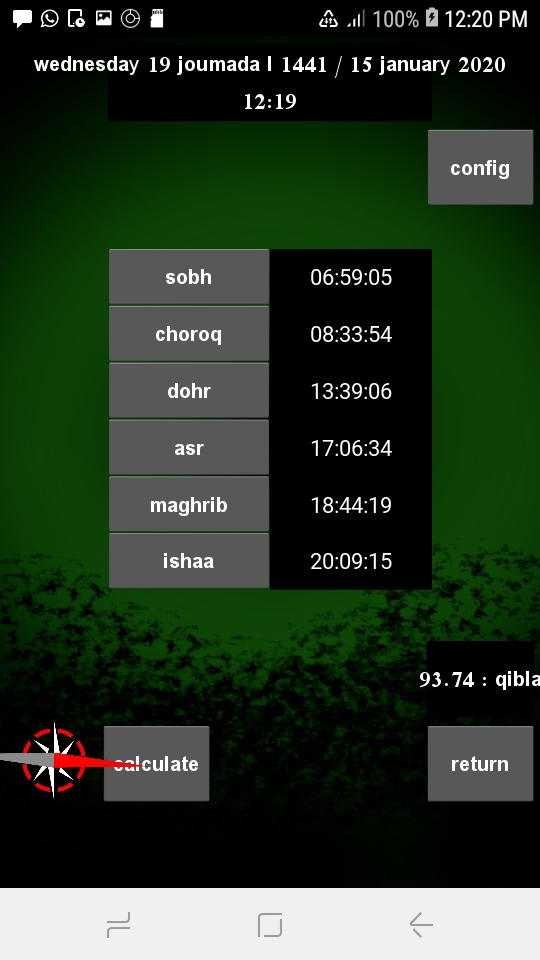 100% 12:20 PM
wednesday 19 joumada I 1441 / 15 january 2020
12:19
config
sobh 06:59:05
choroq 08:33:54
dohr 13:39:06
asr 17:06:34
maghrib 18:44:19
ishaa 20:09:15
93.74 : qibla
calculate
return